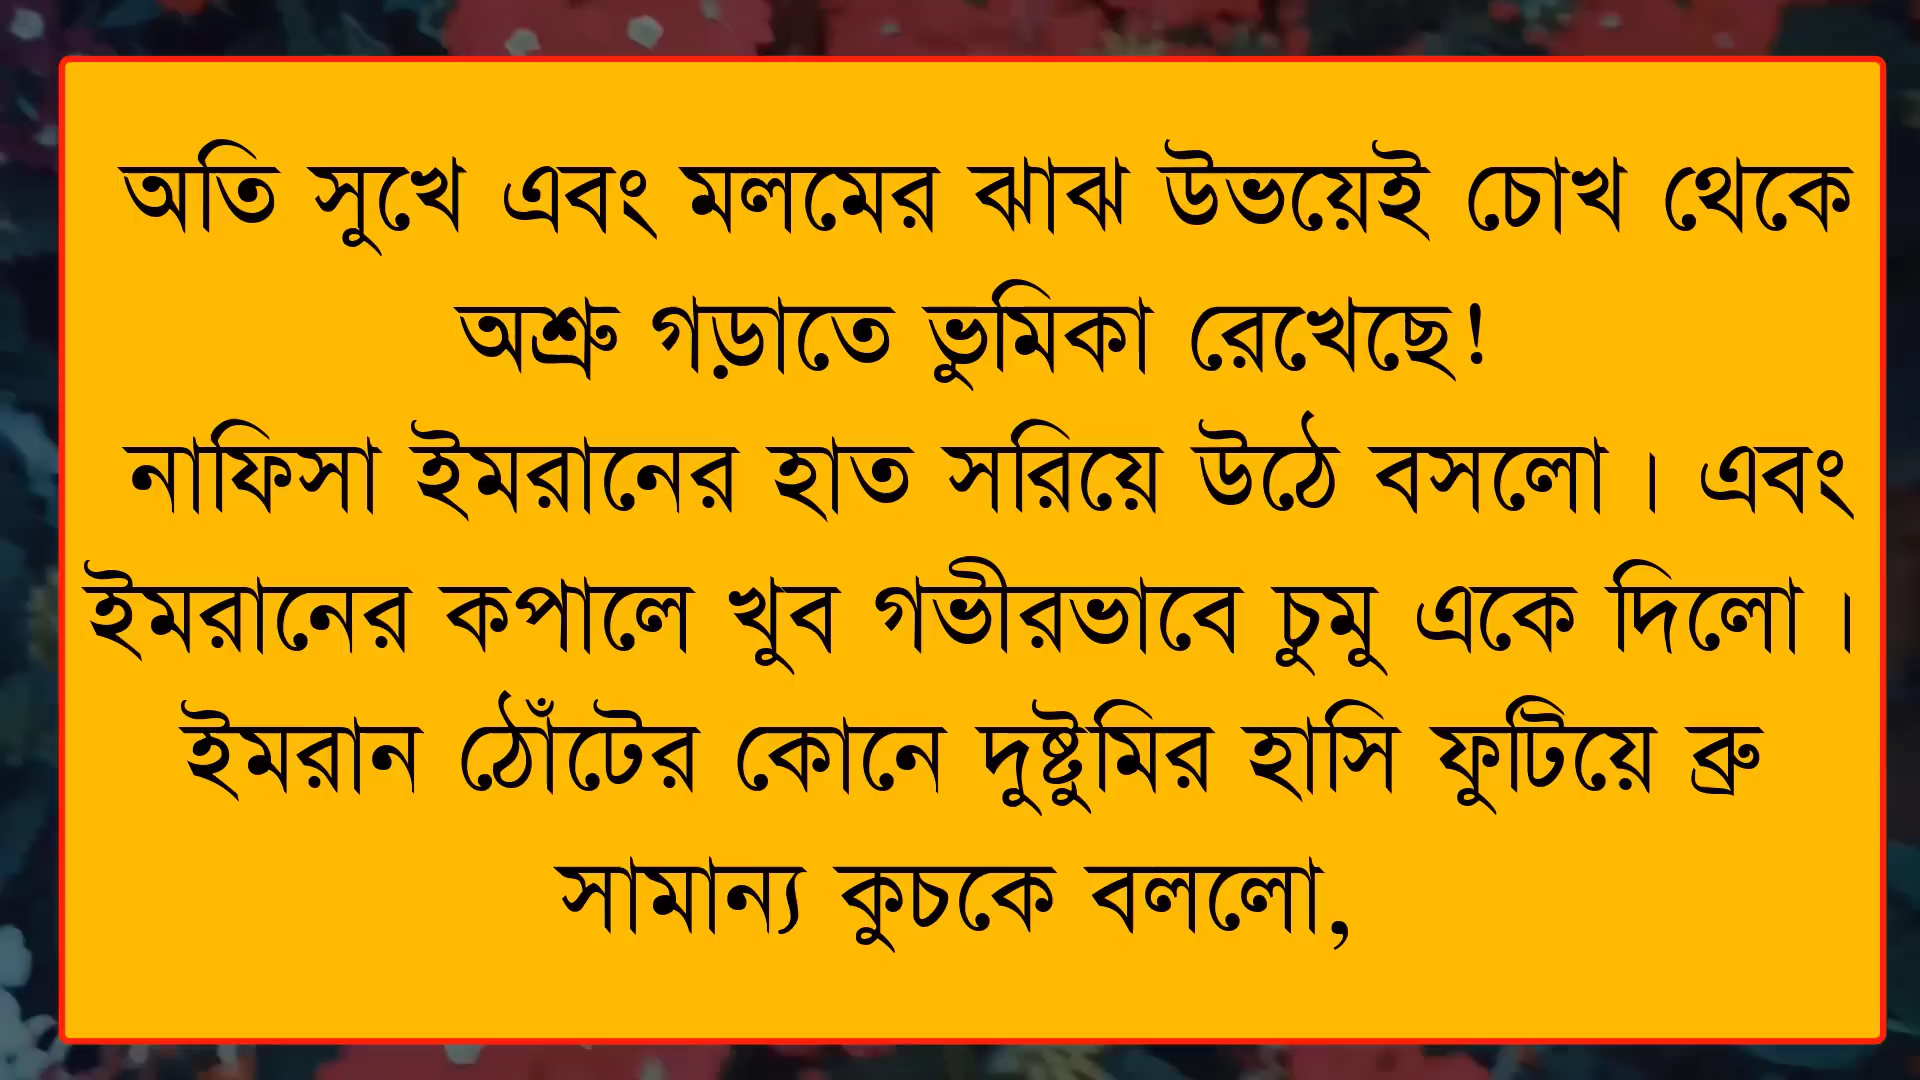 অতি সুখে এবং মলমের ঝাঝ উভয়েই চোখ থেকে
অশ্রু গড়াতে ভুমিকা রেখেছে!
নাফিসা ইমরানের হাত সরিয়ে উঠে বসলো। এবং
ইমরানের কপালে খুব গভীরভাবে চুমু একে দিলো।
ইমরান ঠোঁটের কোনে দুষ্টুমির হাসি ফুটিয়ে ব্রু
সামান্য কুচকে বললো,